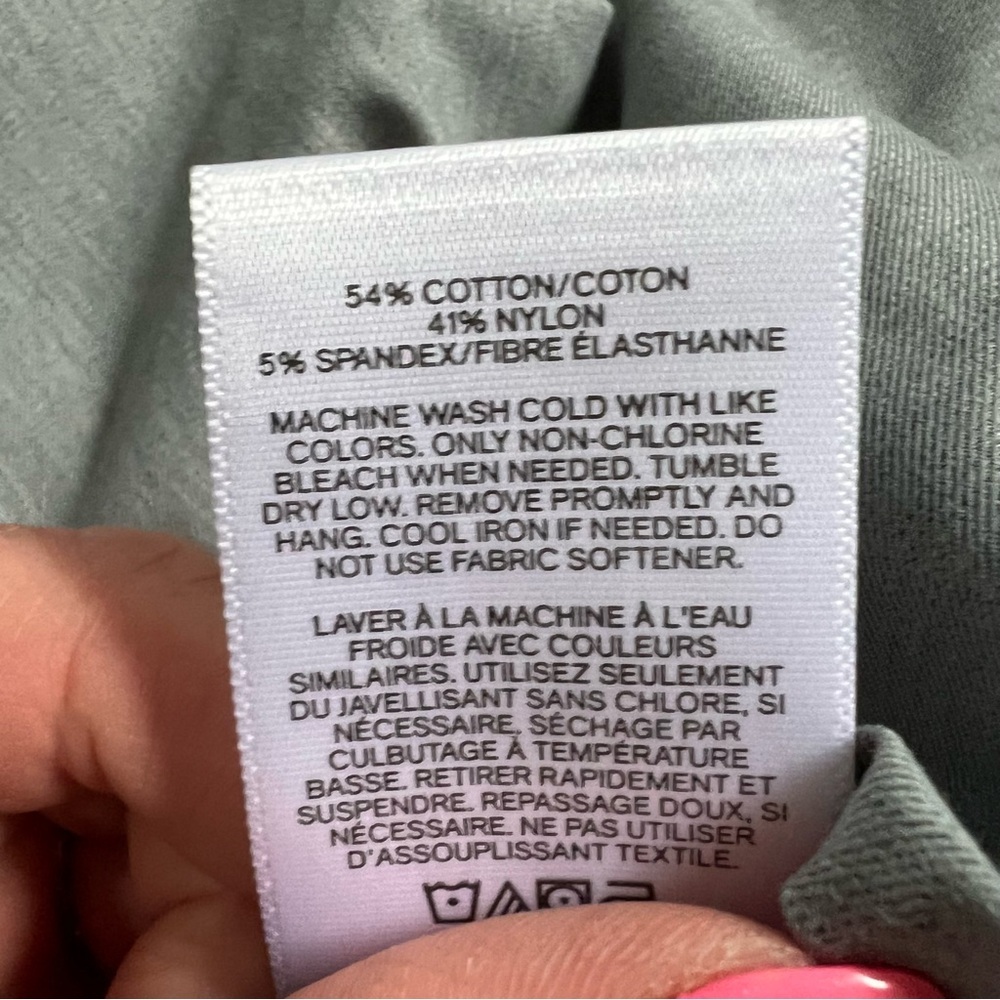 54% COTTON/COTON
41% NYLON
5% SPANDEX/FIBRE ÉLASTHANNE
MACHINE WASH COLD WITH LIKE
COLORS. ONLY NON-CHLORINE
BLEACH WHEN NEEDED. TUMBLE
DRY LOW. REMOVE PROMPTLY AND
HANG. COOL IRON IF NEEDED. DO
NOT USE FABRIC SOFTENER.
LAVER À LA MACHINE À L'EAU
FROIDE AVEC COULEURS
SIMILAIRES. UTILISEZ SEULEMENT
DU JAVELLISANT SANS CHLORE, SI
NÉCESSAIRE. SÉCHAGE PAR
CULBUTAGE À TEMPÉRATURE
BASSE. RETIRER RAPIDEMENT ET
SUSPENDRE. REPASSAGE DOUX, SI
NÉCESSAIRE. NE PAS UTILISER
D'ASSOUPLISSANT TEXTILE.